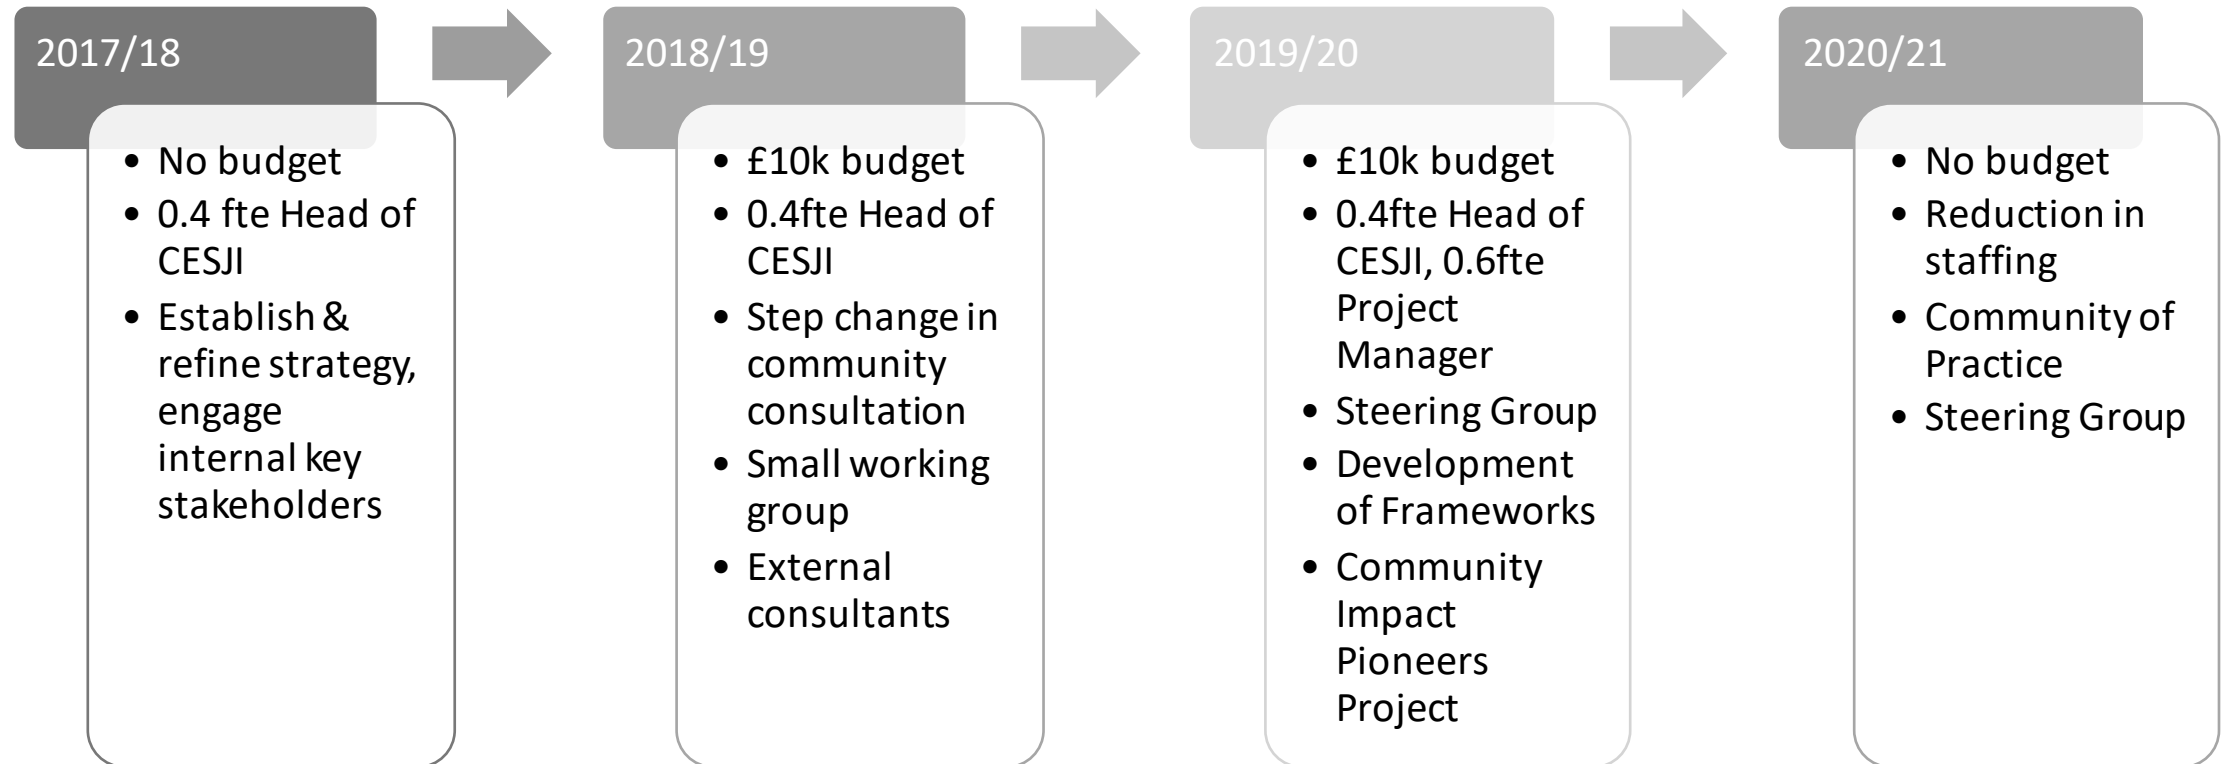 2017/18
• No budget
• 0.4 fte Head of
CESJI
• Establish &
refine strategy,
engage
internal key
stakeholders
2018/19
• £10k budget
• 0.4fte Head of
CESJI
• Step change in
community
consultation
• Small working
group
• External
consultants
2019/20
• £10k budget
• 0.4fte Head of
CESJI, 0.6fte
Project
Manager
• Steering Group
• Development
of Frameworks
• Community
Impact
Pioneers
Project
2020/21
• No budget
• Reduction in
staffing
• Community of
Practice
• Steering Group